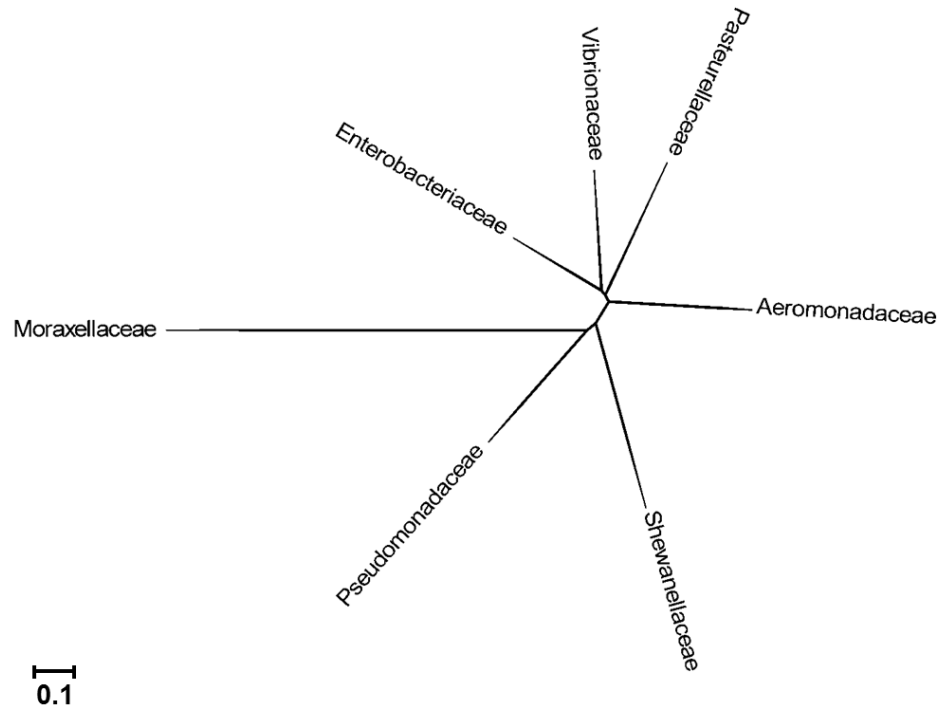 Pasteurellaceae
Vibrionaceae
Enterobacteriaceae
Aeromonadaceae
Moraxellaceae
Pseudomonadaceae
Shewanellaceae
0.1